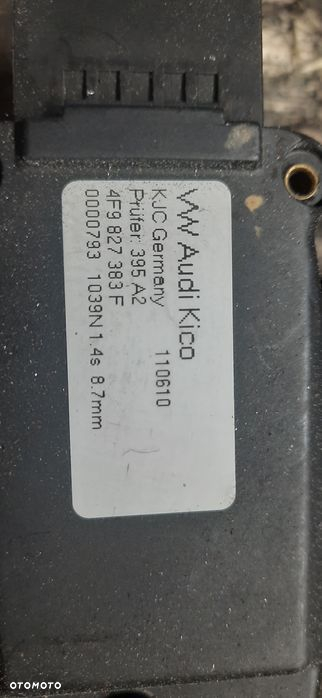 VW Audi Kico
KJC Germany 110610
Prüfer: 395 A2
4F9 827 383 F
0000793 1039N 1.4s 8.7mm
OTOMOTO